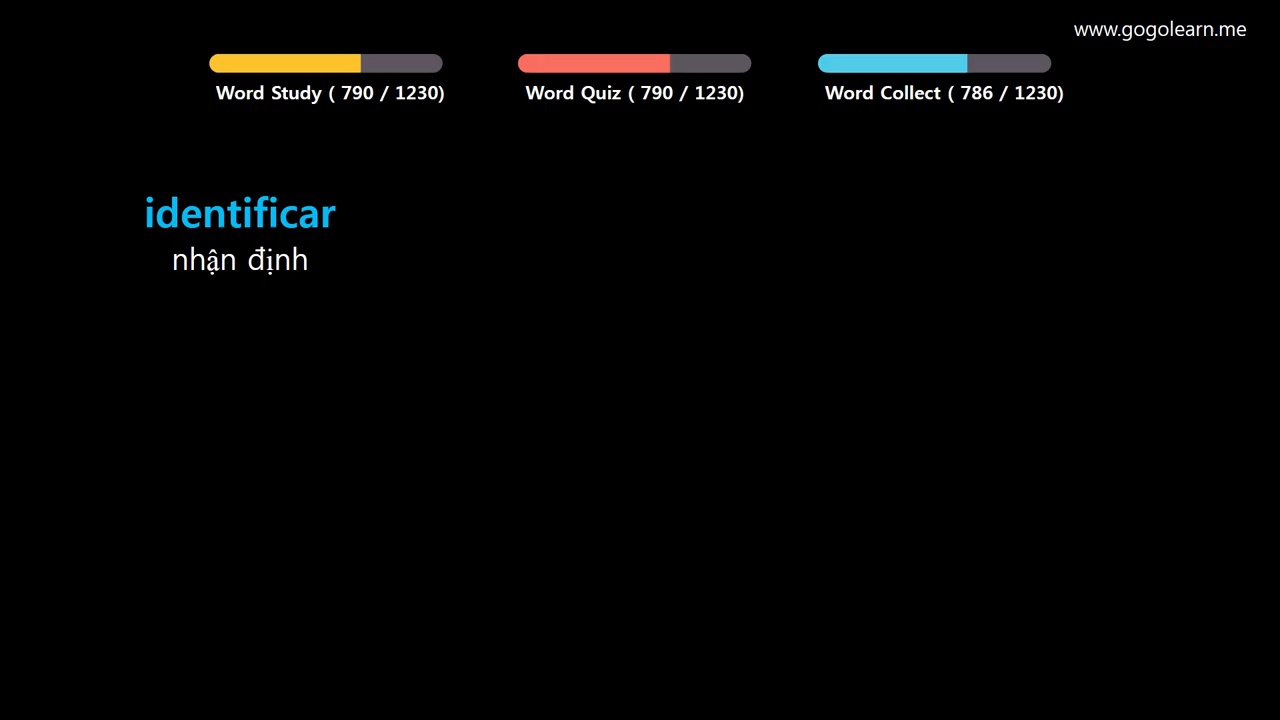 www.gogolearn.me
Word Study ( 790 / 1230)
Word Quiz ( 790 / 1230)
Word Collect ( 786 / 1230)
identificar
nhận định